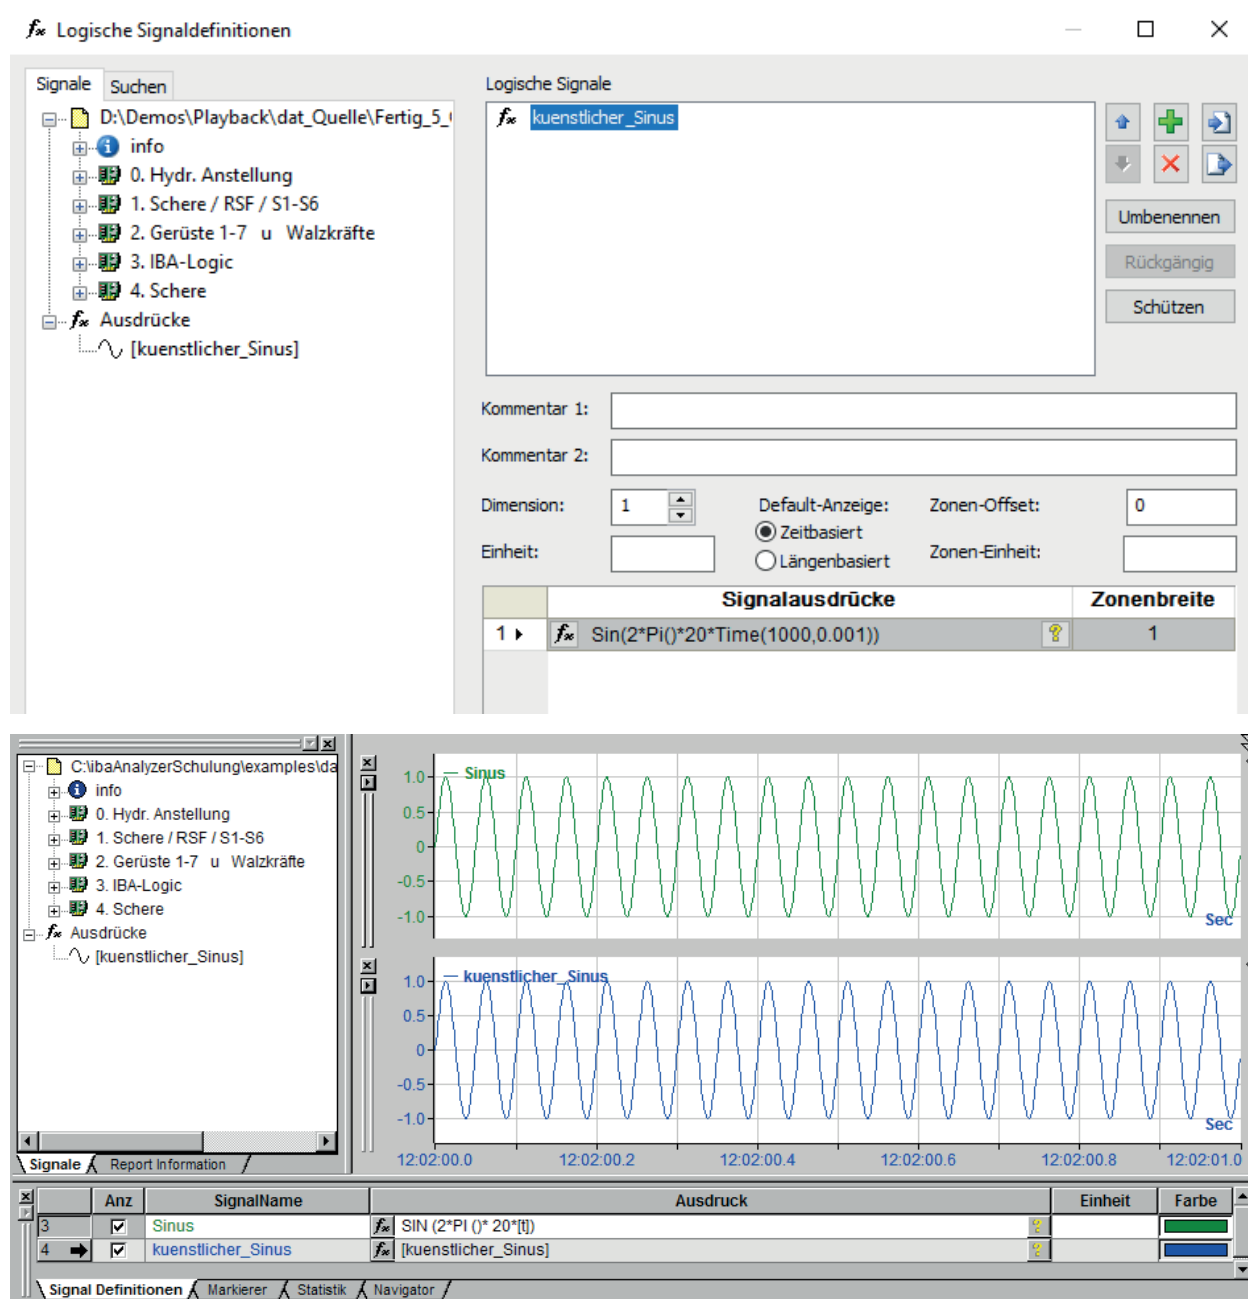 Logische Signaldefinitionen
Signale Suchen
D:\Demos\Playback\dat_Quelle\Fertig_5_
info
0. Hydr. Anstellung
1. Schere / RSF / S1-S6
2. Gerüste 1-7 u Walzkräfte
3. IBA-Logic
4. Schere
Ausdrücke
[kuenstlicher_Sinus]
Logische Signale
kuenstlicher_Sinus
Umbenennen
Rückgängig
Schützen
Kommentar 1:
Kommentar 2:
Dimension: 1 Default-Anzeige: Zonen-Offset: 0
Zeitbasiert
Einheit: Längenbasiert Zonen-Einheit:
Signalausdrücke Zonenbreite
1 fx Sin(2*Pi()*20*Time(1000,0.001)) ? 1
C:\ibaAnalyzerSchulung\examples\da
info
0. Hydr. Anstellung
1. Schere / RSF / S1-S6
2. Gerüste 1-7 u Walzkräfte
3. IBA-Logic
4. Schere
Ausdrücke
[kuenstlicher_Sinus]
Signale Report Information
Sinus
1.0
0.5
0
-0.5
-1.0
Sec
kuenstlicher_Sinus
1.0
0.5
0
-0.5
-1.0
Sec
12:02:00.0 12:02:00.2 12:02:00.4 12:02:00.6 12:02:00.8 12:02:01.0
Anz SignalName Ausdruck Einheit Farbe
3 Sinus fx SIN (2*PI ()* 20*[t]) ?
4 kuenstlicher_Sinus fx [kuenstlicher_Sinus] ?
Signal Definitionen Markierer Statistik Navigator